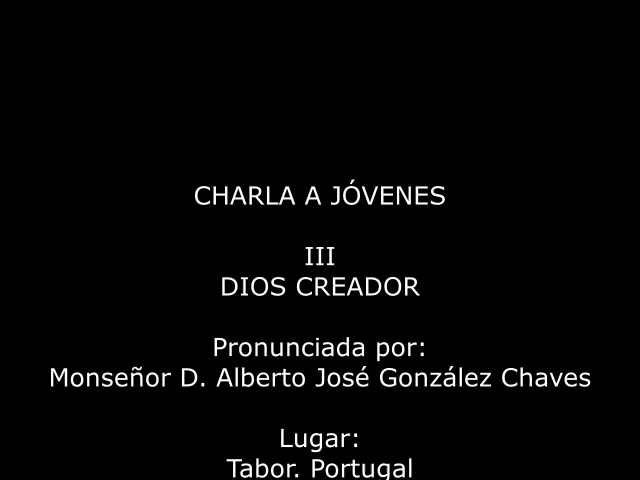 CHARLA A JÓVENES
III
DIOS CREADOR
Pronunciada por:
Monseñor D. Alberto José González Chaves
Lugar:
Tabor. Portugal